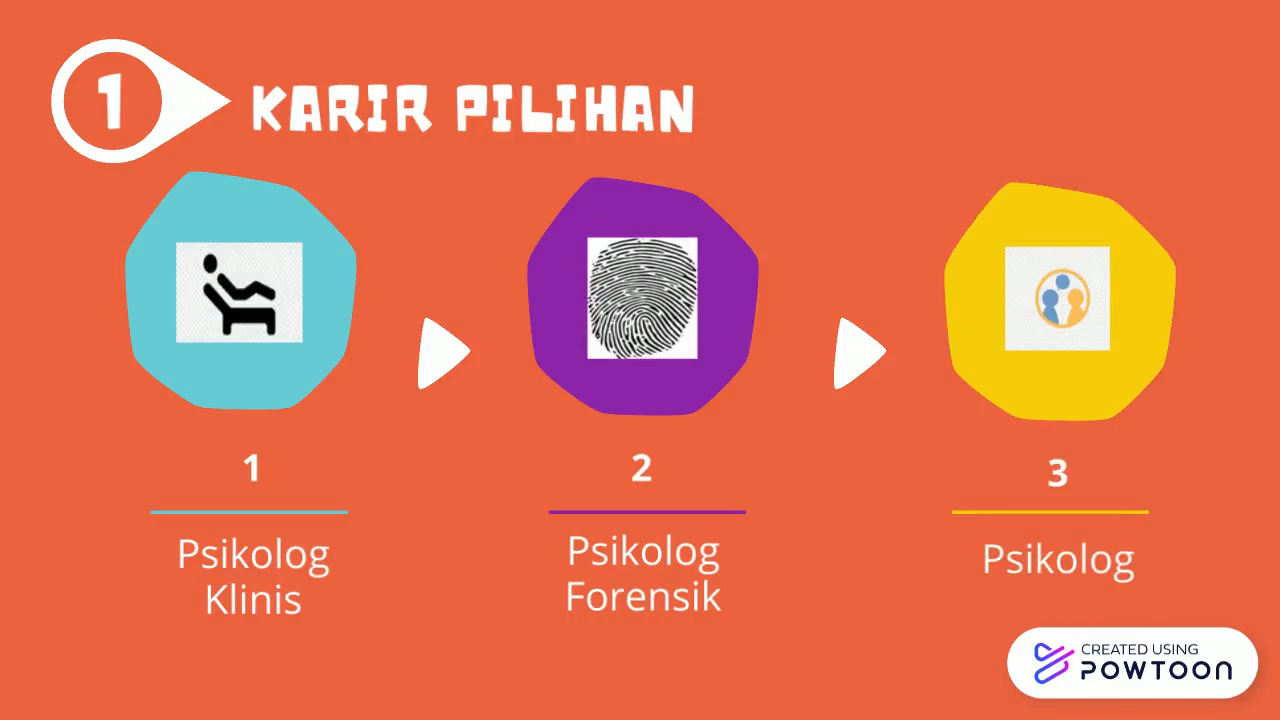 1
KARIR PILIHAN
1
Psikolog
Klinis
2
Psikolog
Forensik
3
Psikolog
CREATED USING
POWTOON